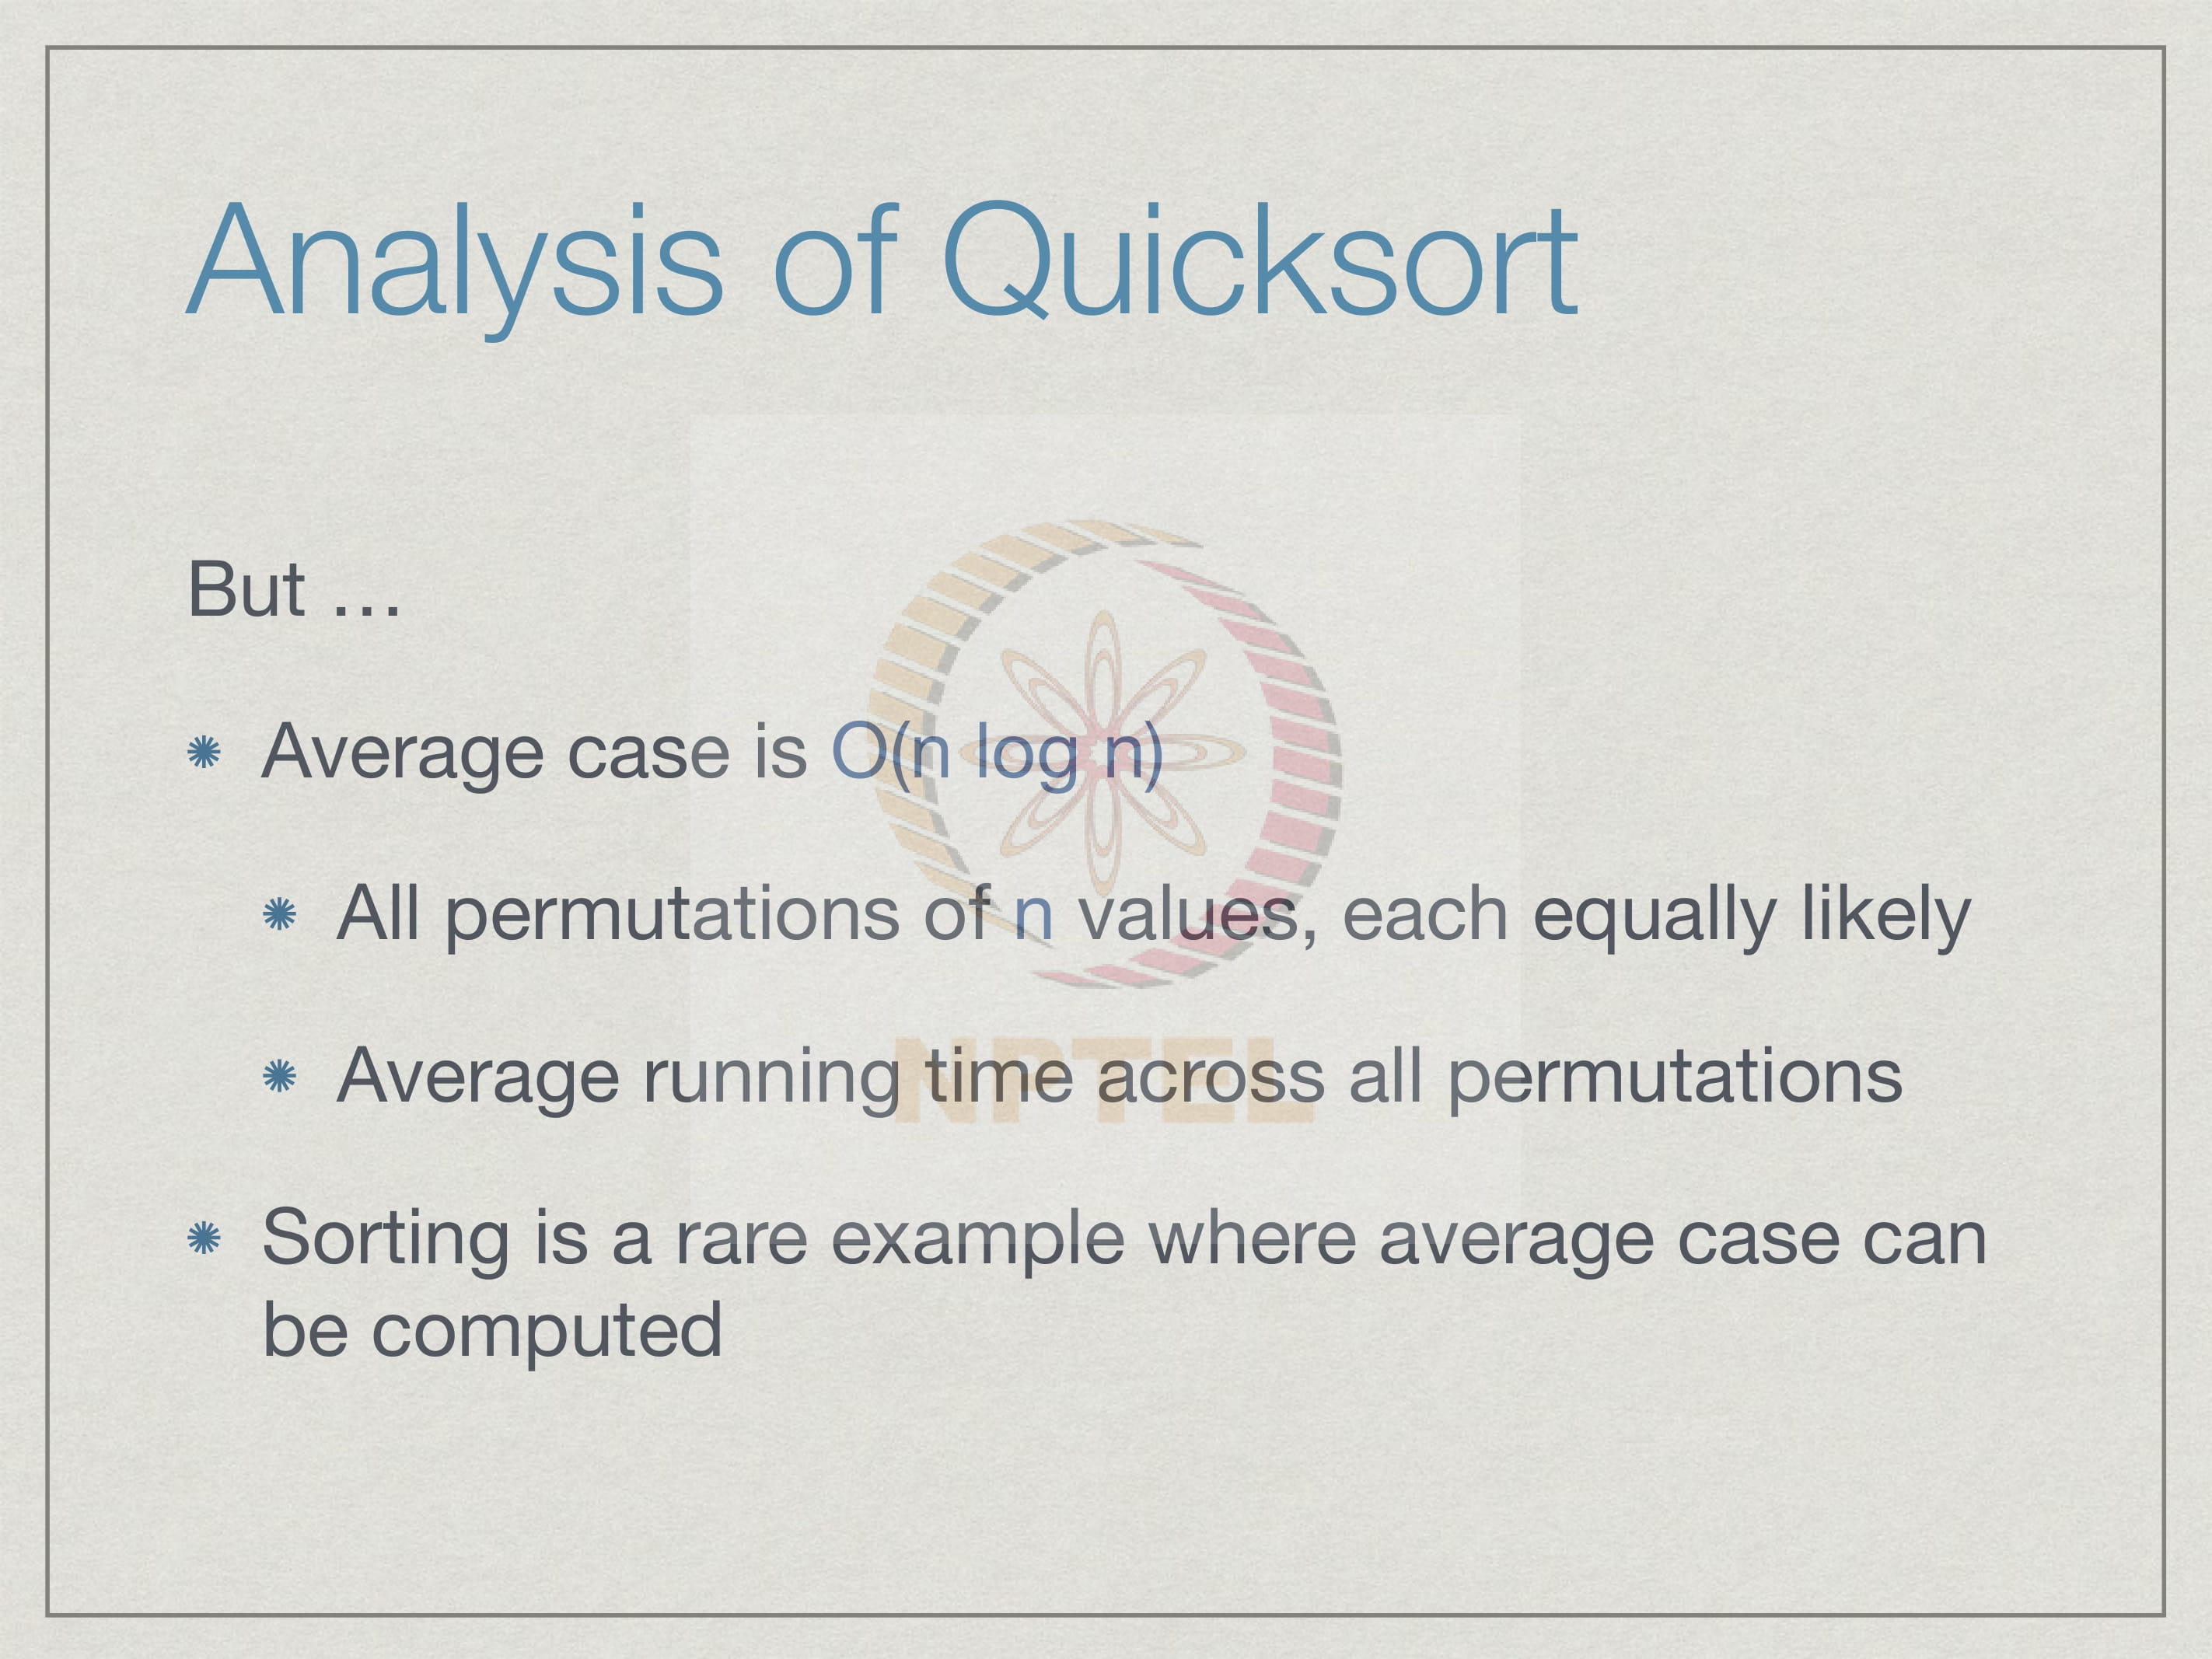 Analysis of Quicksort
But …
Average case is O(n log n)
All permutations of n values, each equally likely
Average running time across all permutations
NPTEL
Sorting is a rare example where average case can
be computed